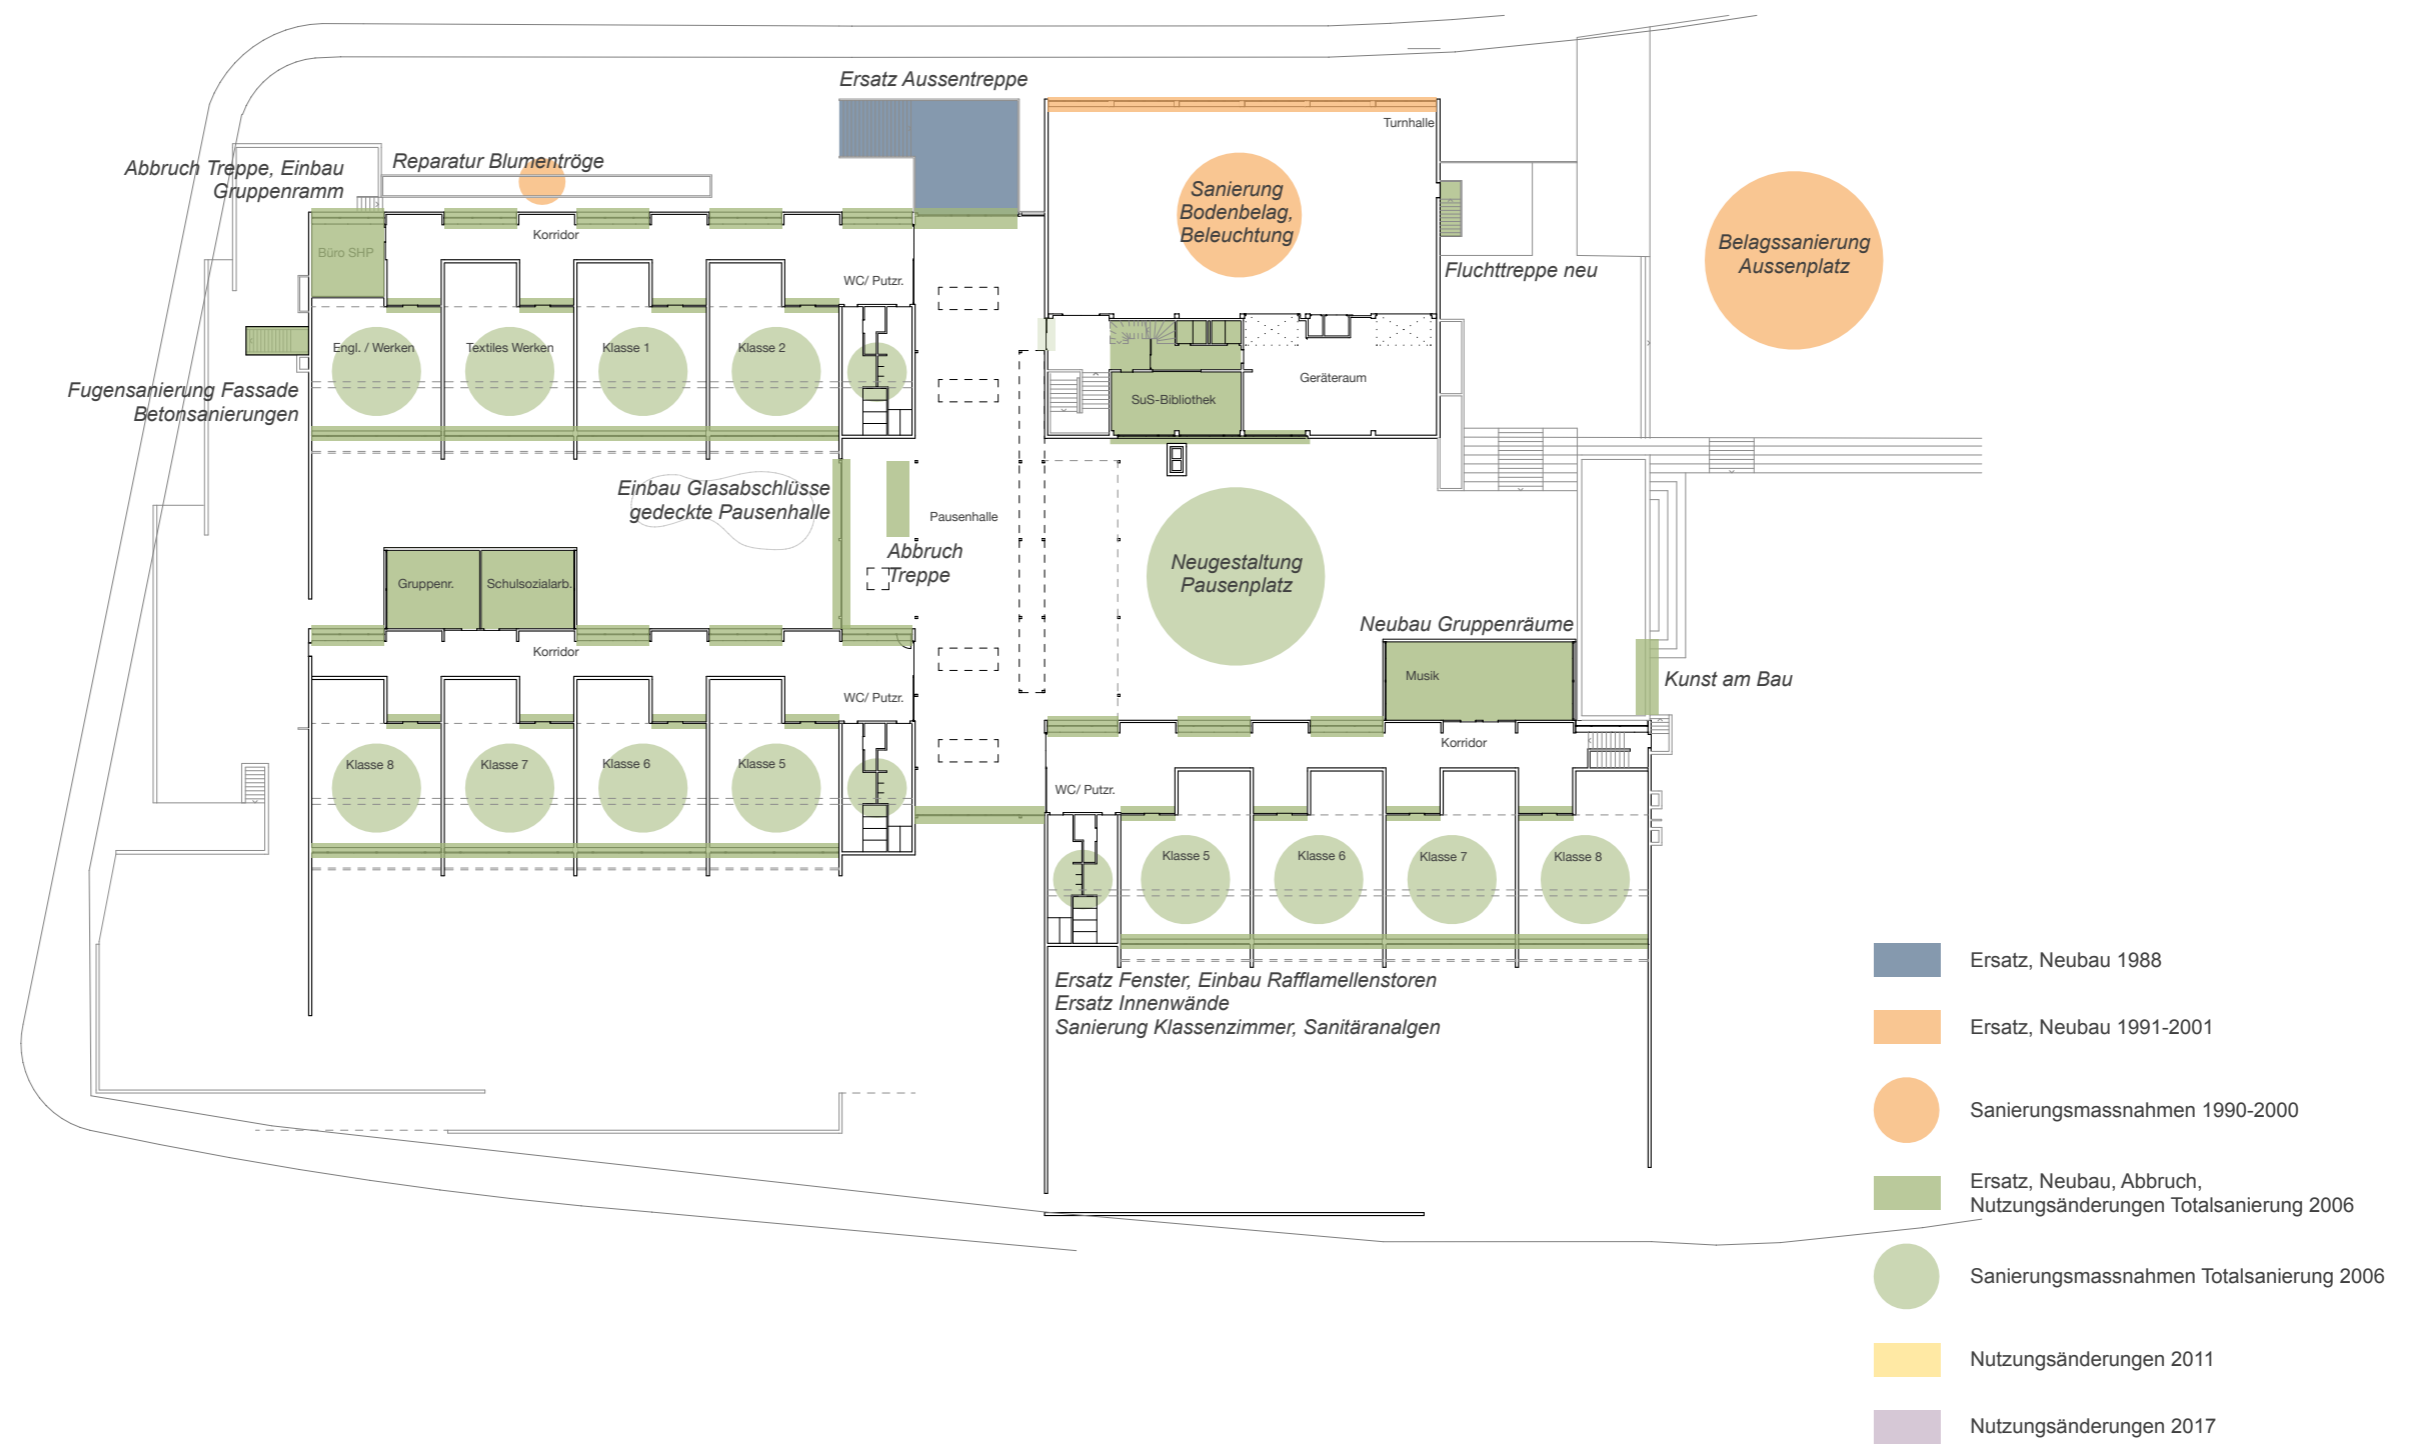 Ersatz Aussentreppe
Turnhalle
Abbruch Treppe, Einbau
Gruppenramm
Reparatur Blumentröge
Sanierung
Bodenbelag,
Beleuchtung
Belagssanierung
Aussenplatz
Korridor
Büro SHP
WC/ Putzr.
Fluchttreppe neu
Engl. / Werken
Textiles Werken
Klasse 1
Klasse 2
Geräteraum
SuS-Bibliothek
Fugensanierung Fassade
Betonsanierungen
Einbau Glasabschlüsse
gedeckte Pausenhalle
Pausenhalle
Abbruch
Treppe
Neugestaltung
Pausenplatz
Gruppenr.
Schulsozialarb.
Neubau Gruppenräume
Korridor
Musik
Kunst am Bau
WC/ Putzr.
Korridor
Klasse 8
Klasse 7
Klasse 6
Klasse 5
WC/ Putzr.
Klasse 5
Klasse 6
Klasse 7
Klasse 8
Ersatz Fenster, Einbau Rafflamellenstoren
Ersatz Innenwände
Sanierung Klassenzimmer, Sanitäranalgen
Ersatz, Neubau 1988
Ersatz, Neubau 1991-2001
Sanierungsmassnahmen 1990-2000
Ersatz, Neubau, Abbruch,
Nutzungsänderungen Totalsanierung 2006
Sanierungsmassnahmen Totalsanierung 2006
Nutzungsänderungen 2011
Nutzungsänderungen 2017